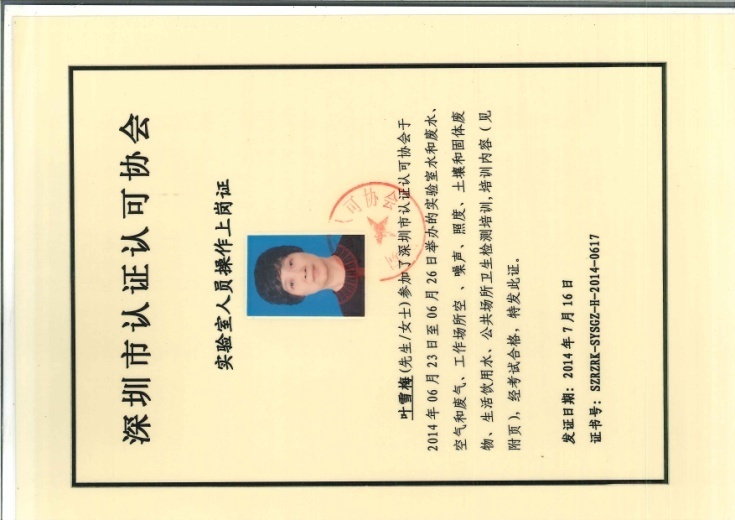 深圳市认证认可协会
实验室人员操作上岗证
叶雪梅(先生/女士)参加了深圳市认证认可协会于
2014年06月23日至06月26日举办的实验室水和废水、
空气和废气、工作场所空 、噪声、照度、土壤和固体废
物、生活饮用水、公共场所卫生检测培训,培训内容（见
附页），经考试合格，特发此证。
发证日期：2014年7月16日
证书号：SZRZRK-SYSGZ-H-2014-0617
可协会